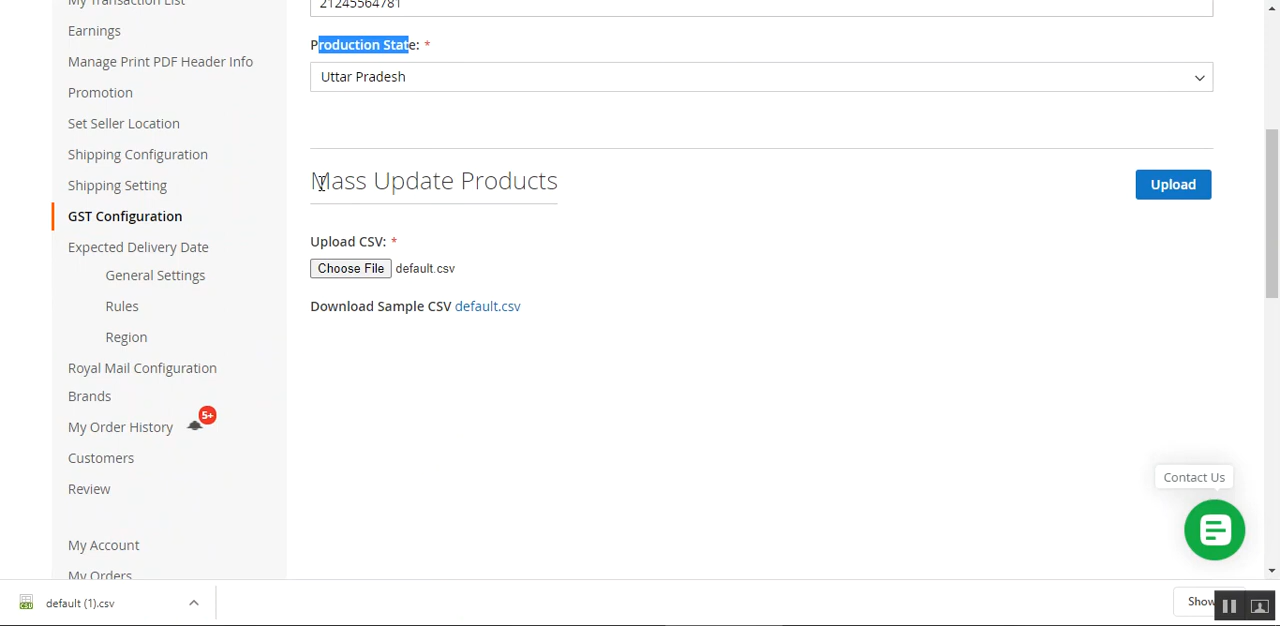 My Transaction List
Earnings
Manage Print PDF Header Info
Promotion
Set Seller Location
Shipping Configuration
Shipping Setting
GST Configuration
Expected Delivery Date
General Settings
Rules
Region
Royal Mail Configuration
Brands
My Order History 5+
Customers
Review
My Account
My Orders
21245564781
Production State: *
Uttar Pradesh
Mass Update Products
Upload
Upload CSV: *
Choose File default.csv
Download Sample CSV default.csv
Contact Us
default (1).csv
Show